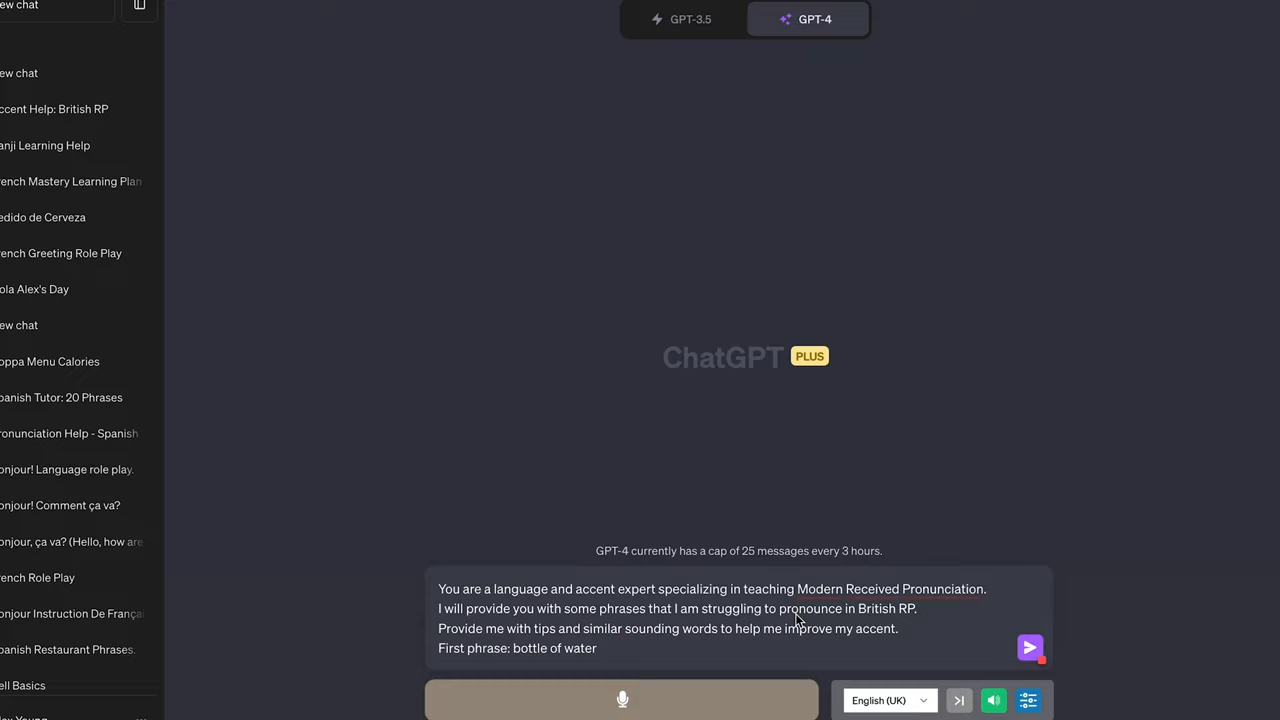 ew chat
GPT-3.5
GPT-4
ew chat
ccent Help: British RP
anji Learning Help
ench Mastery Learning Plan
edido de Cerveza
ench Greeting Role Play
ola Alex's Day
ew chat
oppa Menu Calories
panish Tutor: 20 Phrases
ronunciation Help - Spanish
onjour! Language role play.
onjour! Comment ça va?
onjour, ça va? (Hello, how are
ench Role Play
onjour Instruction De Françai
panish Restaurant Phrases.
ell Basics
ChatGPT PLUS
GPT-4 currently has a cap of 25 messages every 3 hours.
You are a language and accent expert specializing in teaching Modern Received Pronunciation.
I will provide you with some phrases that I am struggling to pronounce in British RP.
Provide me with tips and similar sounding words to help me improve my accent.
First phrase: bottle of water
English (UK)